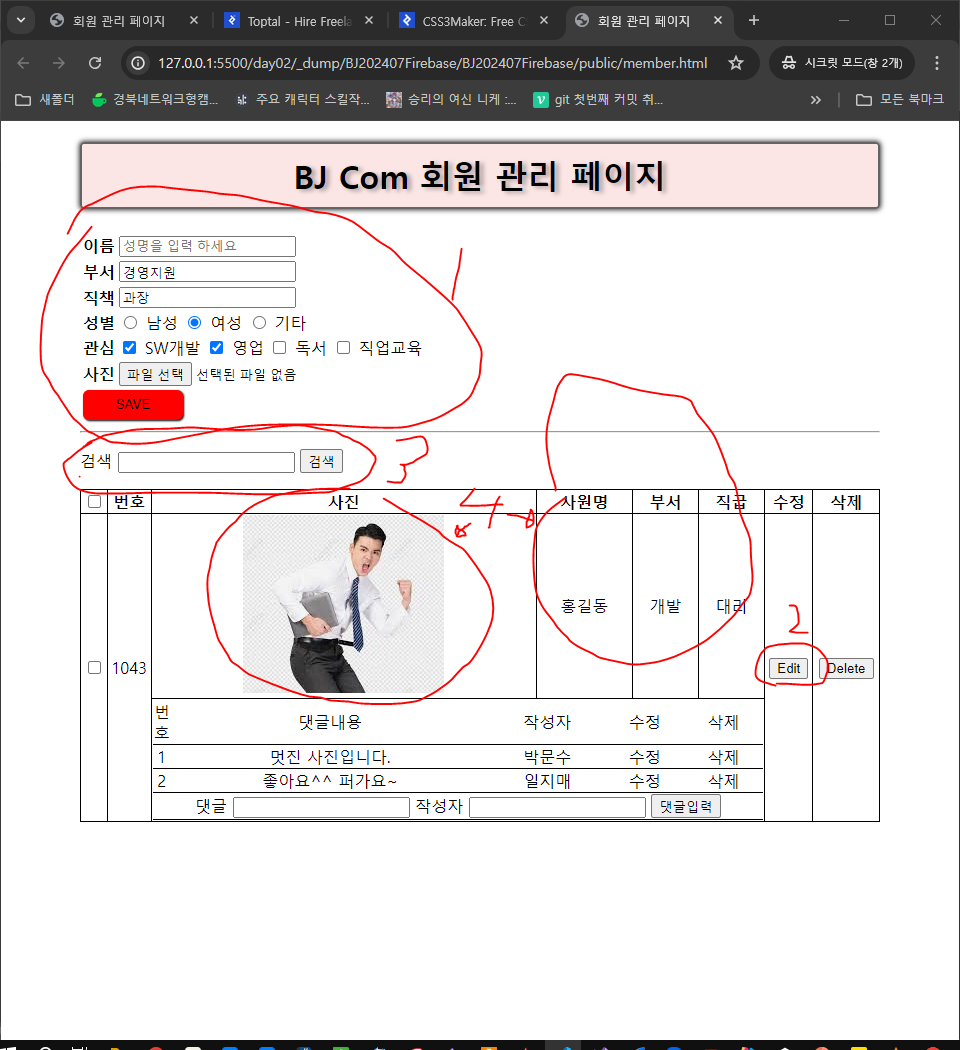 회원 관리 페이지
Toptal - Hire Freela
CSS3Maker: Free C
회원 관리 페이지
127.0.0.1:5500/day02/_dump/BJ202407Firebase/BJ202407Firebase/public/member.html
시크릿 모드(창 2개)
새폴더 경북네트워크형캠... 주요 캐릭터 스킬작... 승리의 여신 니케 :... git 첫번째 커밋 취... » 모든 북마크
BJ Com 회원 관리 페이지
이름 성명을 입력 하세요
부서 경영지원
직책 과장
성별 남성 여성 기타
관심 SW개발 영업 독서 직업교육
사진 파일 선택 선택된 파일 없음
SAVE
1
검색 검색
3
번호 사진 사원명 부서 직급 수정 삭제
4
홍길동 개발 대리
2
1043 Edit Delete
번호 댓글내용 작성자 수정 삭제
1 멋진 사진입니다. 박문수 수정 삭제
2 좋아요^^ 퍼가요~ 일지매 수정 삭제
댓글 작성자 댓글입력